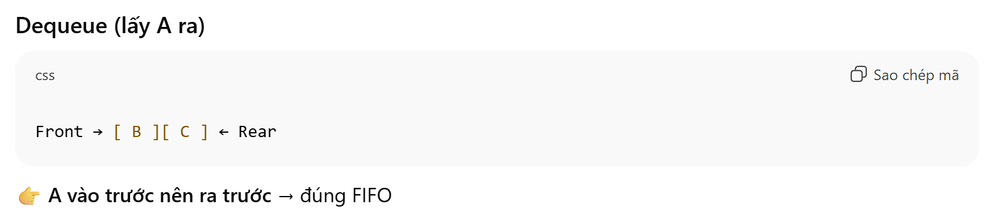 Dequeue (lấy A ra)
css
Sao chép mã
Front → [ B ][ C ] ← Rear
👉 A vào trước nên ra trước → đúng FIFO